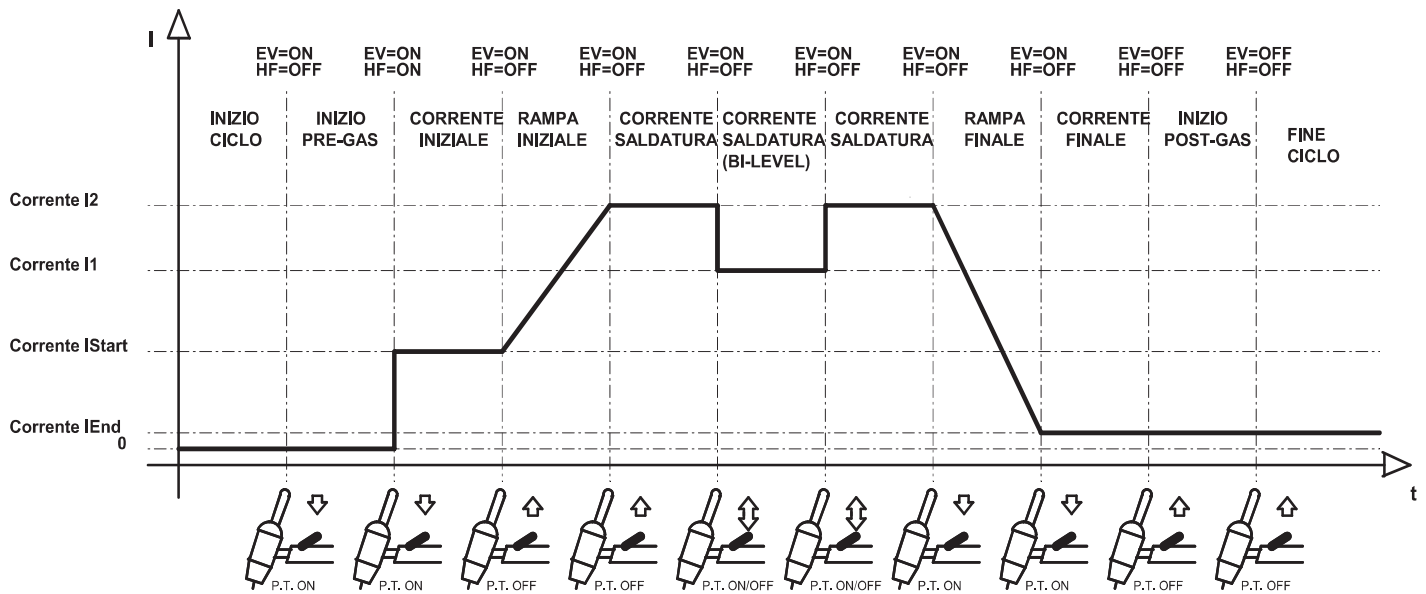 I
EV=ON EV=ON EV=ON EV=ON EV=ON EV=ON EV=ON EV=ON EV=OFF EV=OFF
HF=OFF HF=ON HF=OFF HF=OFF HF=OFF HF=OFF HF=OFF HF=OFF HF=OFF HF=OFF
INIZIO CICLO
INIZIO PRE-GAS
CORRENTE INIZIALE
RAMPA INIZIALE
CORRENTE SALDATURA
CORRENTE SALDATURA (BI-LEVEL)
CORRENTE SALDATURA
RAMPA FINALE
CORRENTE FINALE
INIZIO POST-GAS
FINE CICLO
Corrente I2
Corrente I1
Corrente IStart
Corrente IEnd
0
t
P.T. ON P.T. ON P.T. OFF P.T. OFF P.T. ON/OFF P.T. ON/OFF P.T. ON P.T. ON P.T. OFF P.T. OFF